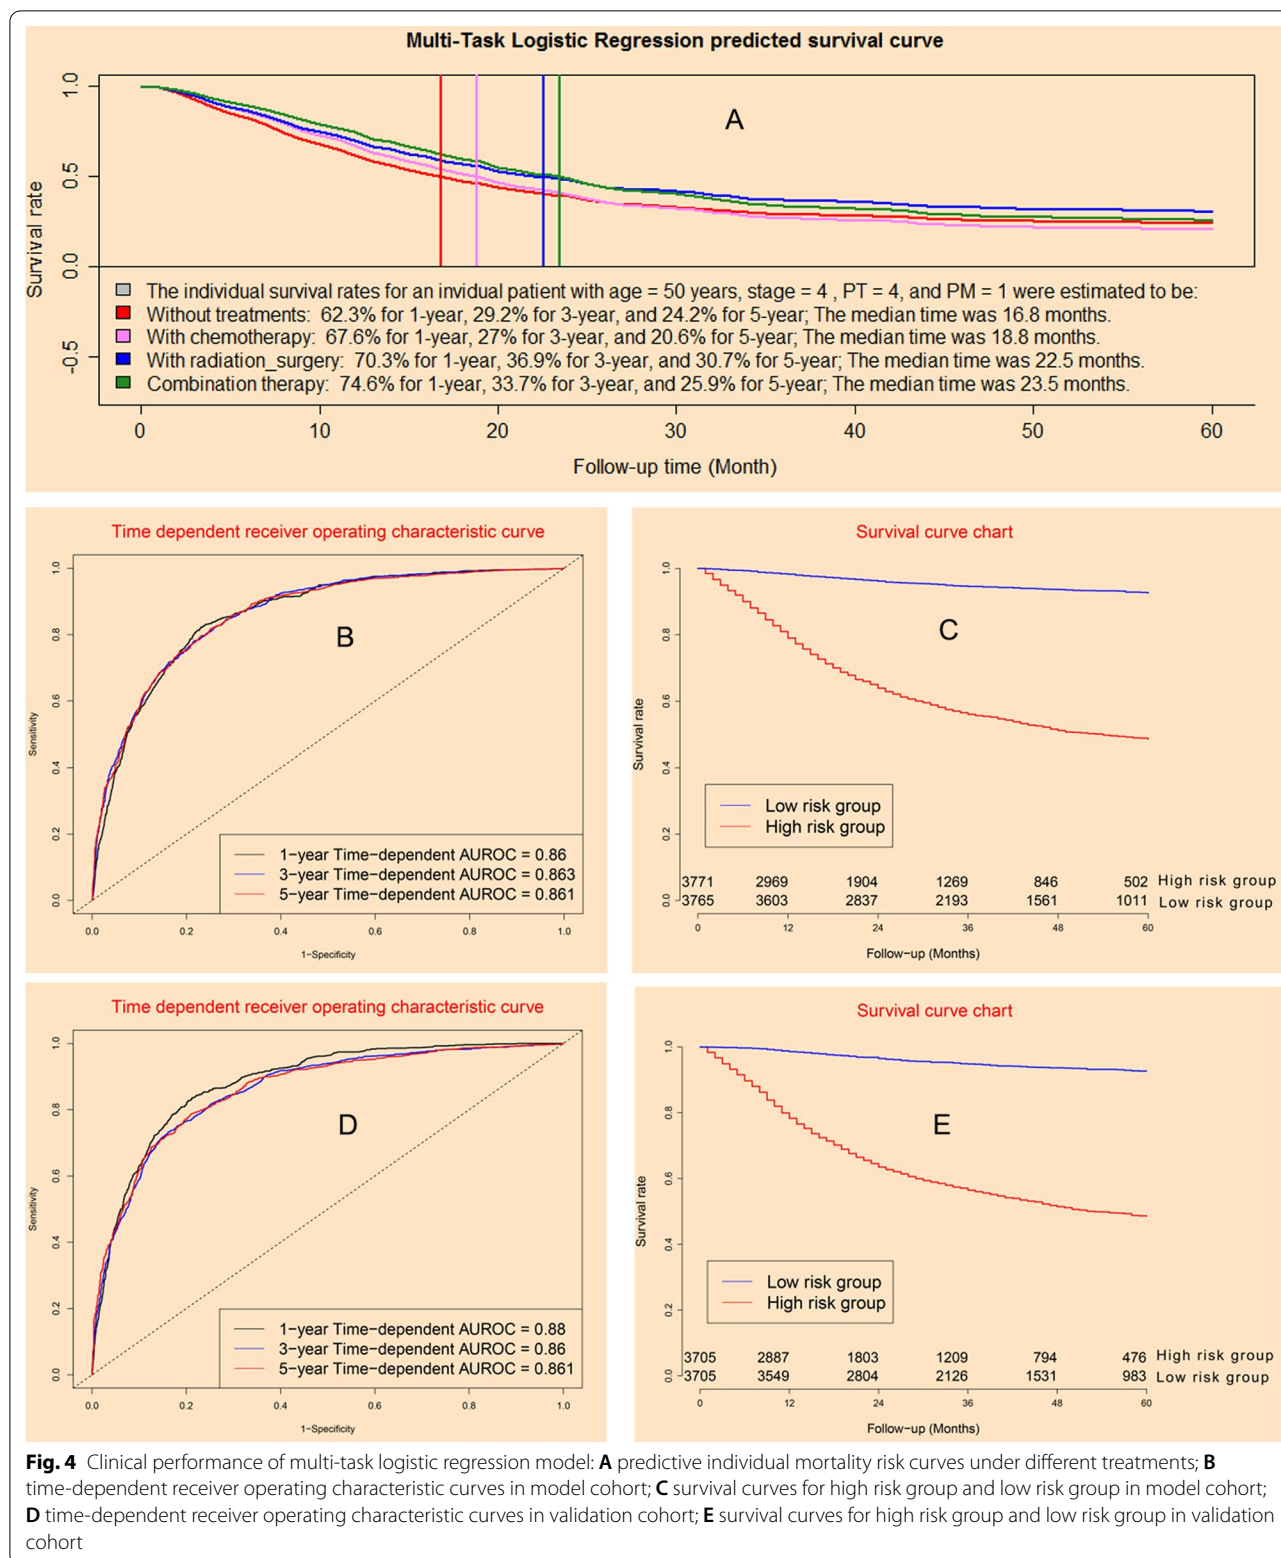 Multi-Task Logistic Regression predicted survival curve
1.0
0.5
0.0
-0.5
Survival rate
A
The individual survival rates for an invidual patient with age = 50 years, stage = 4 , PT = 4, and PM = 1 were estimated to be:
Without treatments: 62.3% for 1-year, 29.2% for 3-year, and 24.2% for 5-year; The median time was 16.8 months.
With chemotherapy: 67.6% for 1-year, 27% for 3-year, and 20.6% for 5-year; The median time was 18.8 months.
With radiation_surgery: 70.3% for 1-year, 36.9% for 3-year, and 30.7% for 5-year; The median time was 22.5 months.
Combination therapy: 74.6% for 1-year, 33.7% for 3-year, and 25.9% for 5-year; The median time was 23.5 months.
0 10 20 30 40 50 60
Follow-up time (Month)
Time dependent receiver operating characteristic curve
1.0
0.8
0.6
0.4
0.2
0.0
Sensitivity
B
1−year Time−dependent AUROC = 0.86
3−year Time−dependent AUROC = 0.863
5−year Time−dependent AUROC = 0.861
0.0 0.2 0.4 0.6 0.8 1.0
1−Specificity
Survival curve chart
1.0
0.8
0.6
0.4
0.2
0.0
Survival rate
C
Low risk group
High risk group
3771 2969 1904 1269 846 502 High risk group
3765 3603 2837 2193 1561 1011 Low risk group
0 12 24 36 48 60
Follow−up (Months)
Time dependent receiver operating characteristic curve
1.0
0.8
0.6
0.4
0.2
0.0
Sensitivity
D
1−year Time−dependent AUROC = 0.88
3−year Time−dependent AUROC = 0.86
5−year Time−dependent AUROC = 0.861
0.0 0.2 0.4 0.6 0.8 1.0
1−Specificity
Survival curve chart
1.0
0.8
0.6
0.4
0.2
0.0
Survival rate
E
Low risk group
High risk group
3705 2887 1803 1209 794 476 High risk group
3705 3549 2804 2126 1531 983 Low risk group
0 12 24 36 48 60
Follow−up (Months)
Fig. 4 Clinical performance of multi-task logistic regression model: A predictive individual mortality risk curves under different treatments; B
time-dependent receiver operating characteristic curves in model cohort; C survival curves for high risk group and low risk group in model cohort;
D time-dependent receiver operating characteristic curves in validation cohort; E survival curves for high risk group and low risk group in validation
cohort